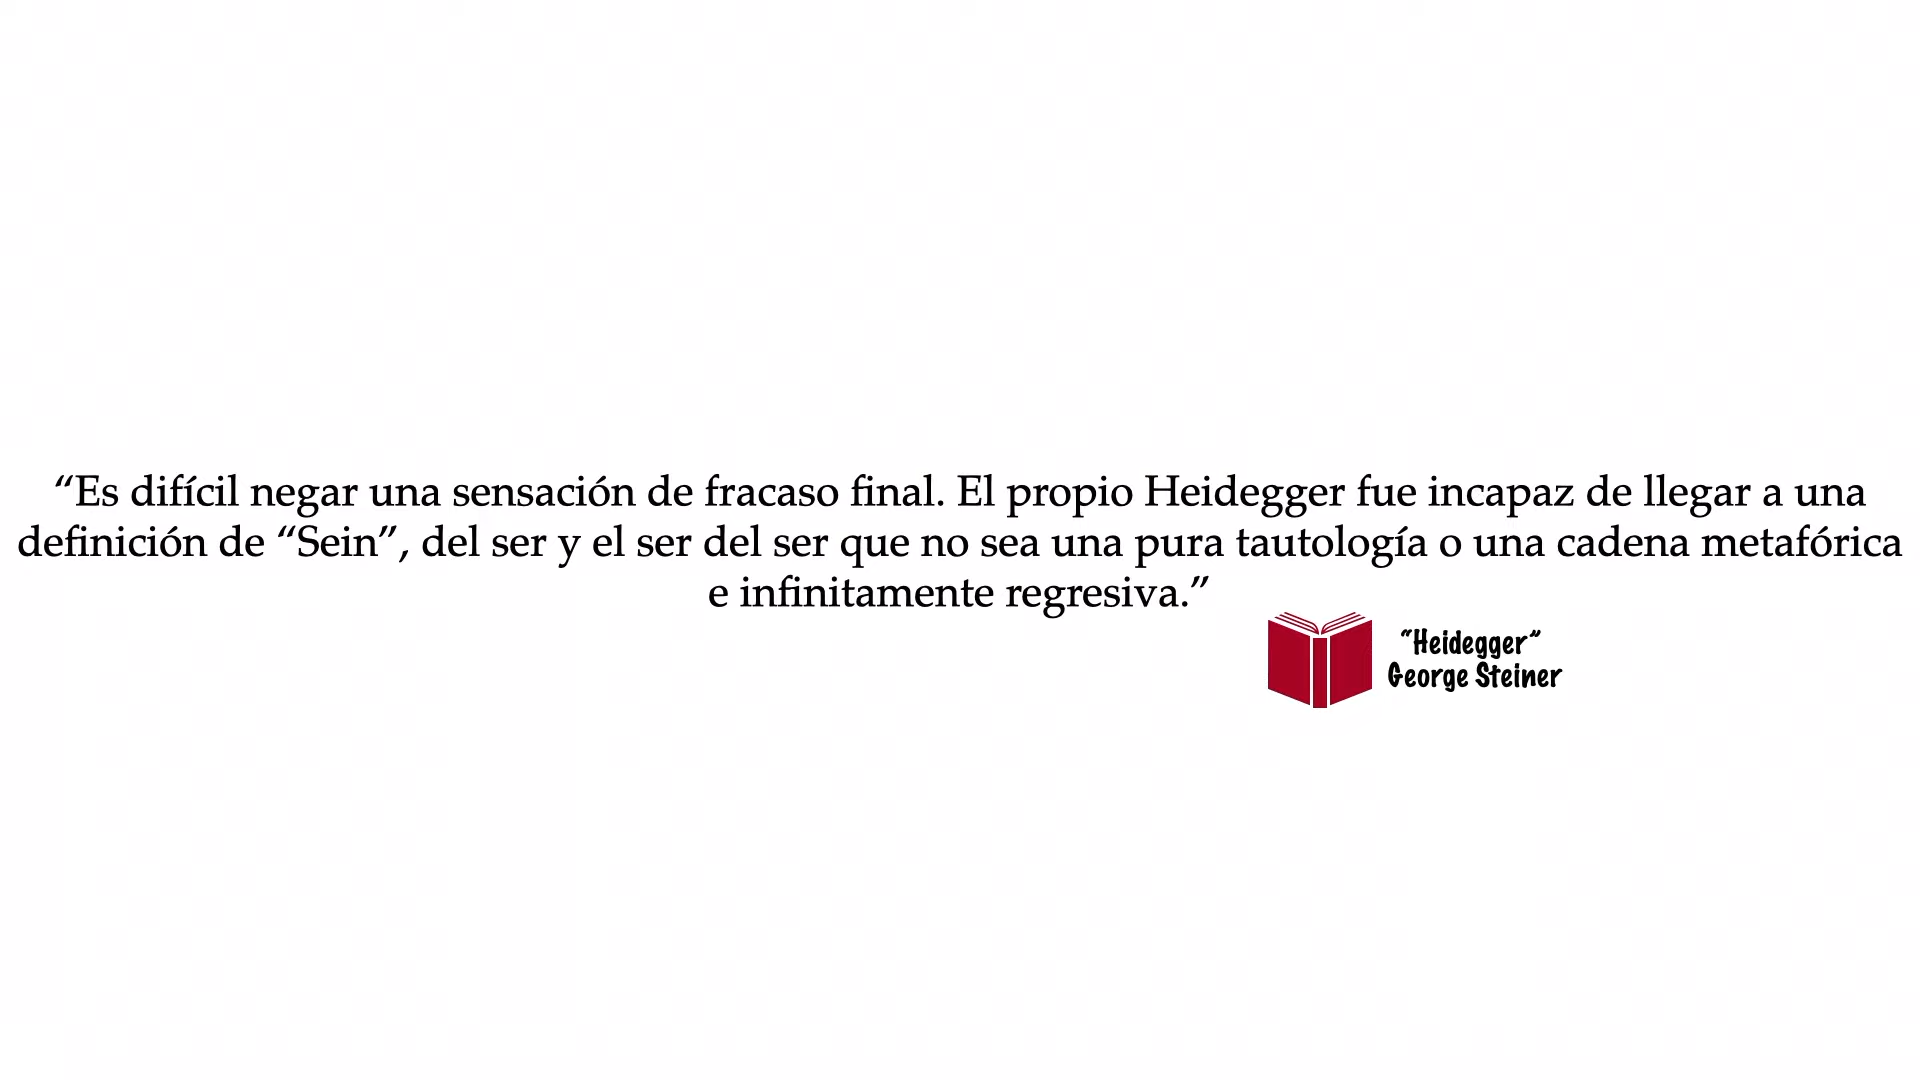 “Es difícil negar una sensación de fracaso final. El propio Heidegger fue incapaz de llegar a una
definición de “Sein”, del ser y el ser del ser que no sea una pura tautología o una cadena metafórica
e infinitamente regresiva.”
“Heidegger”
George Steiner